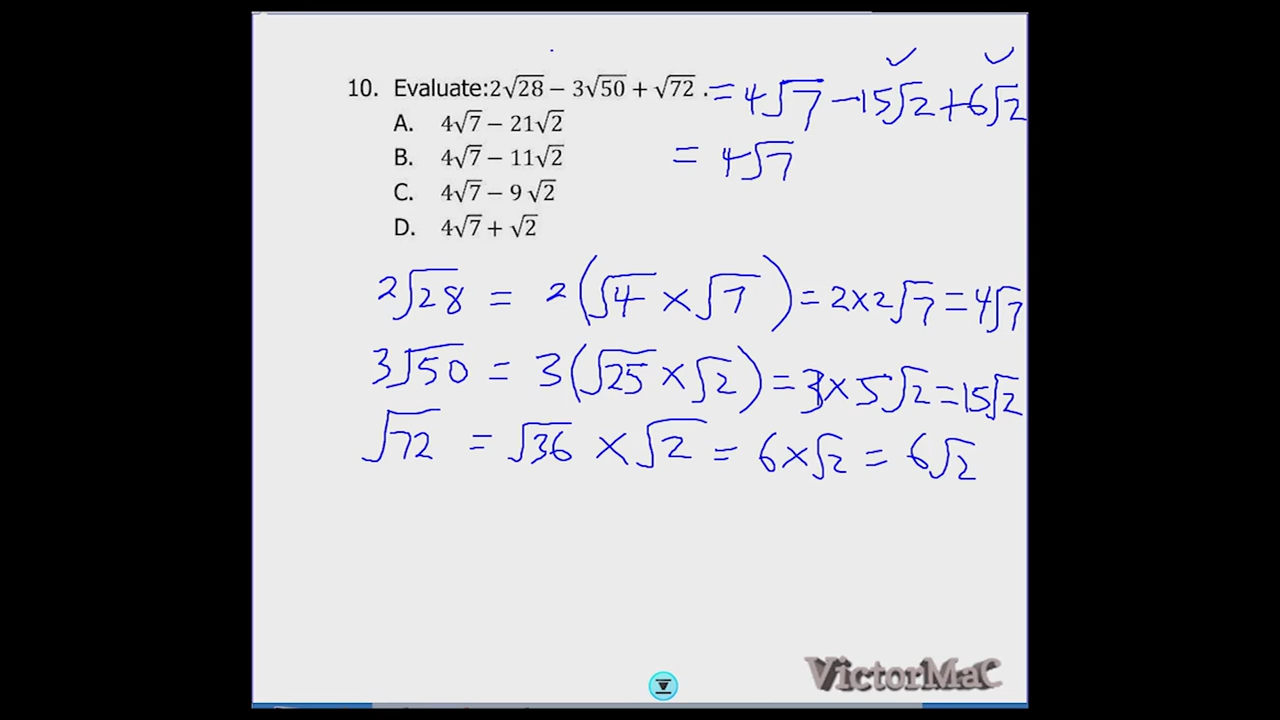 10. Evaluate:2√28 − 3√50 + √72 . = 4√7 − 15√2 + 6√2
A. 4√7 − 21√2
B. 4√7 − 11√2
= 4√7
C. 4√7 − 9 √2
D. 4√7 + √2
2√28 = 2(√4 × √7) = 2×2√7 = 4√7
3√50 = 3(√25 × √2) = 3×5√2 = 15√2
√72 = √36 × √2 = 6×√2 = 6√2
VictorMaC